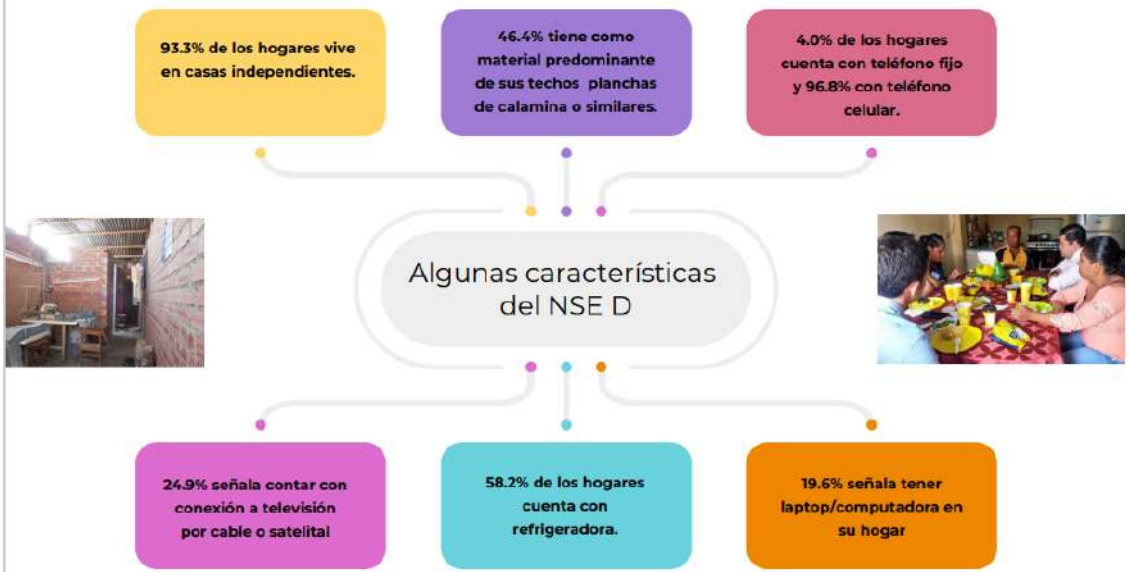 93.3% de los hogares vive
en casas independientes.
46.4% tiene como
material predominante
de sus techos planchas
de calamina o similares.
4.0% de los hogares
cuenta con teléfono fijo
y 96.8% con teléfono
celular.
Algunas características
del NSE D
24.9% señala contar con
conexión a televisión
por cable o satelital
58.2% de los hogares
cuenta con
refrigeradora.
19.6% señala tener
laptop/computadora en
su hogar